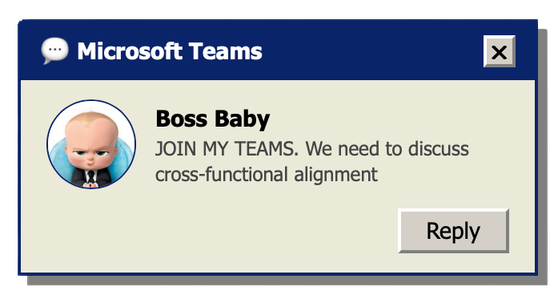 Microsoft Teams
Boss Baby
JOIN MY TEAMS. We need to discuss
cross-functional alignment
Reply